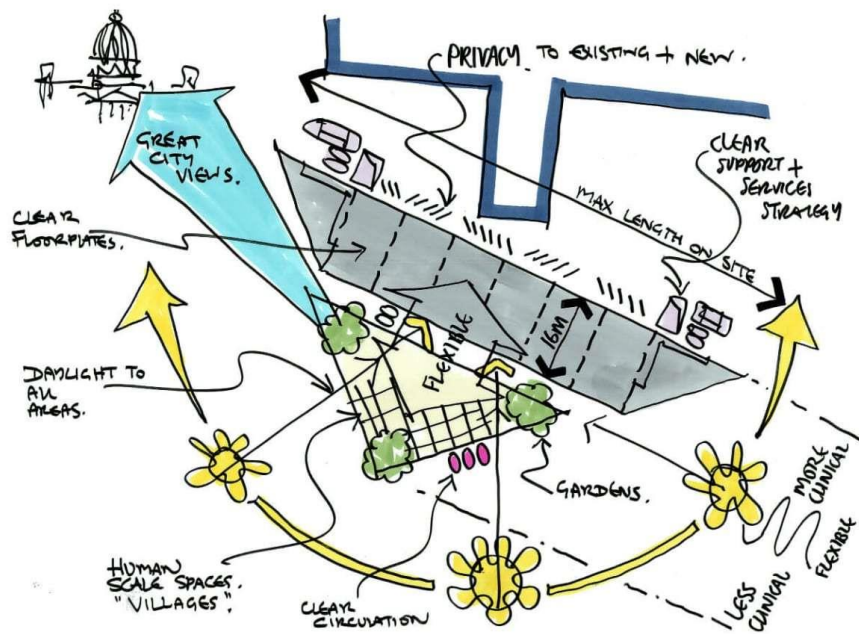 PRIVACY TO EXISTING + NEW.
GREAT
CITY
VIEWS.
CLEAR
SUPPORT +
SERVICES
STRATEGY
CLEAR
FLOORPLATES.
MAX LENGTH ON SITE
FLEXIBLE
16M
DAYLIGHT TO
ALL
AREAS.
GARDENS.
MORE
CLINICAL
FLEXIBLE
LESS
CLINICAL
HUMAN
SCALE SPACES.
"VILLAGES".
CLEAR
CIRCULATION